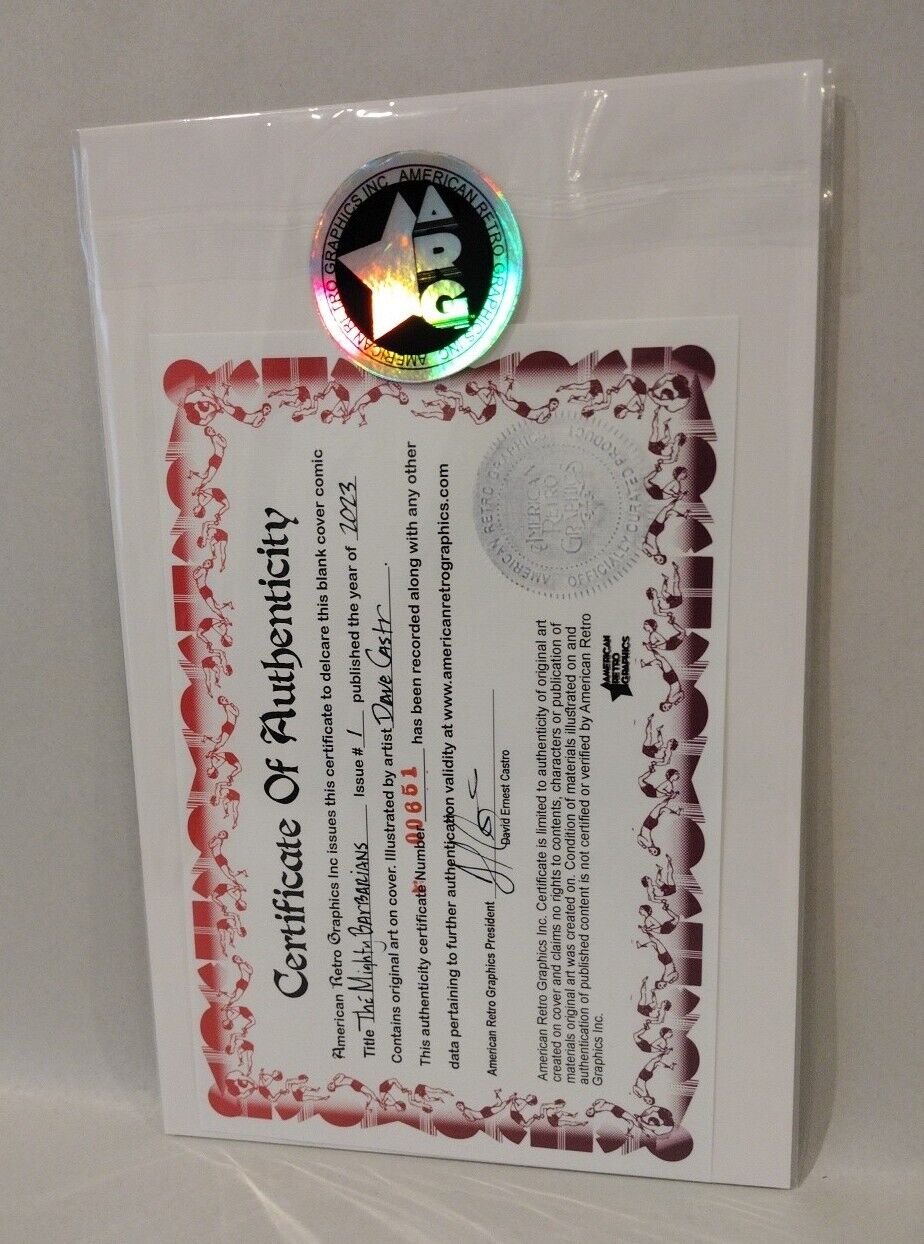 AMERICAN RETRO GRAPHICS INC AMERICAN RETRO GRAPHICS INC
ARG
Certificate Of Authenticity
American Retro Graphics Inc issues this certificate to delcare this blank cover comic
Title The Mighty Barbarians Issue # 1 published the year of 2023
Contains original art on cover. Illustrated by artist Dave Castr.
This authenticity certificate Number 00651 has been recorded along with any other
data pertaining to further authentication validity at www.americanretrographics.com
American Retro Graphics President
David Ernest Castro
American Retro Graphics Inc. Certificate is limited to authenticity of original art
created on cover and claims no rights to contents, characters or publication of
materials original art was created on. Condition of materials illustrated on and
authentication of published content is not certified or verified by American Retro
Graphics Inc.
AMERICAN
RETRO
GRAPHICS
AMERICAN RETRO GRAPHICS
OFFICIALLY CURATED PRODUCT
AMERICAN
RETRO
GRAPHICS